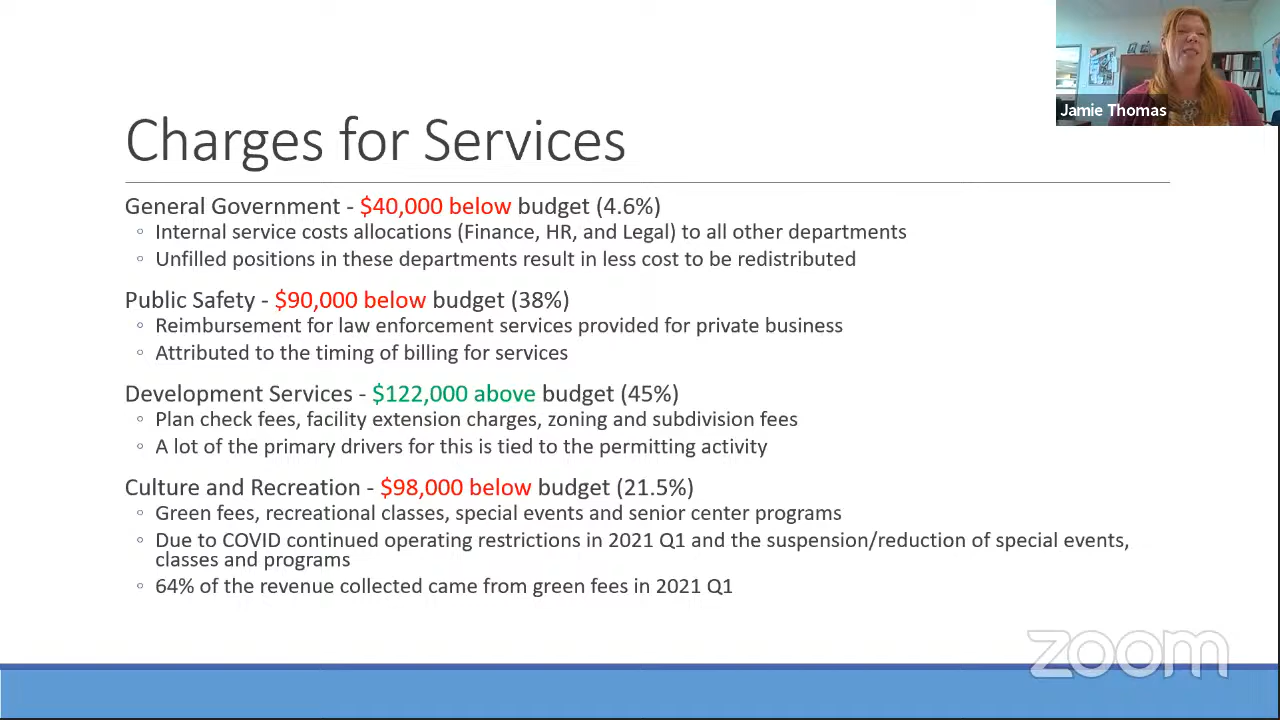 Jamie Thomas
Charges for Services
General Government - $40,000 below budget (4.6%)
◦ Internal service costs allocations (Finance, HR, and Legal) to all other departments
◦ Unfilled positions in these departments result in less cost to be redistributed
Public Safety - $90,000 below budget (38%)
◦ Reimbursement for law enforcement services provided for private business
◦ Attributed to the timing of billing for services
Development Services - $122,000 above budget (45%)
◦ Plan check fees, facility extension charges, zoning and subdivision fees
◦ A lot of the primary drivers for this is tied to the permitting activity
Culture and Recreation - $98,000 below budget (21.5%)
◦ Green fees, recreational classes, special events and senior center programs
◦ Due to COVID continued operating restrictions in 2021 Q1 and the suspension/reduction of special events,
classes and programs
◦ 64% of the revenue collected came from green fees in 2021 Q1
zoom